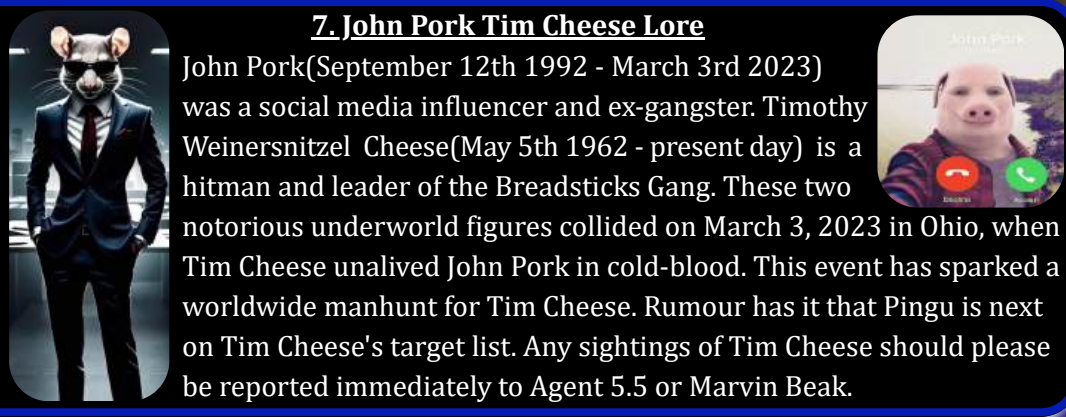 7. John Pork Tim Cheese Lore
John Pork(September 12th 1992 - March 3rd 2023)
was a social media influencer and ex-gangster. Timothy
Weinersnitzel Cheese(May 5th 1962 - present day) is a
hitman and leader of the Breadsticks Gang. These two
notorious underworld figures collided on March 3, 2023 in Ohio, when
Tim Cheese unalived John Pork in cold-blood. This event has sparked a
worldwide manhunt for Tim Cheese. Rumour has it that Pingu is next
on Tim Cheese's target list. Any sightings of Tim Cheese should please
be reported immediately to Agent 5.5 or Marvin Beak.
John Pork